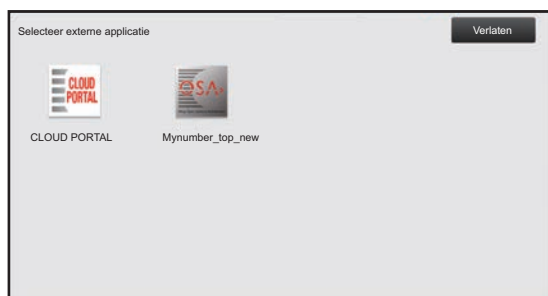 Selecteer externe applicatie
Verlaten
CLOUD
PORTAL
OSA
CLOUD PORTAL
Mynumber_top_new